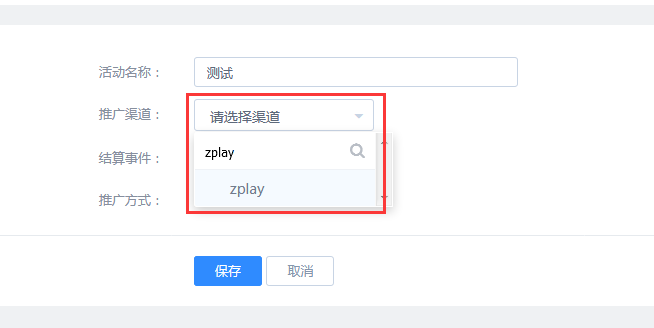 活动名称： 测试
推广渠道： 请选择渠道
结算事件： zplay
zplay
推广方式：
保存 取消